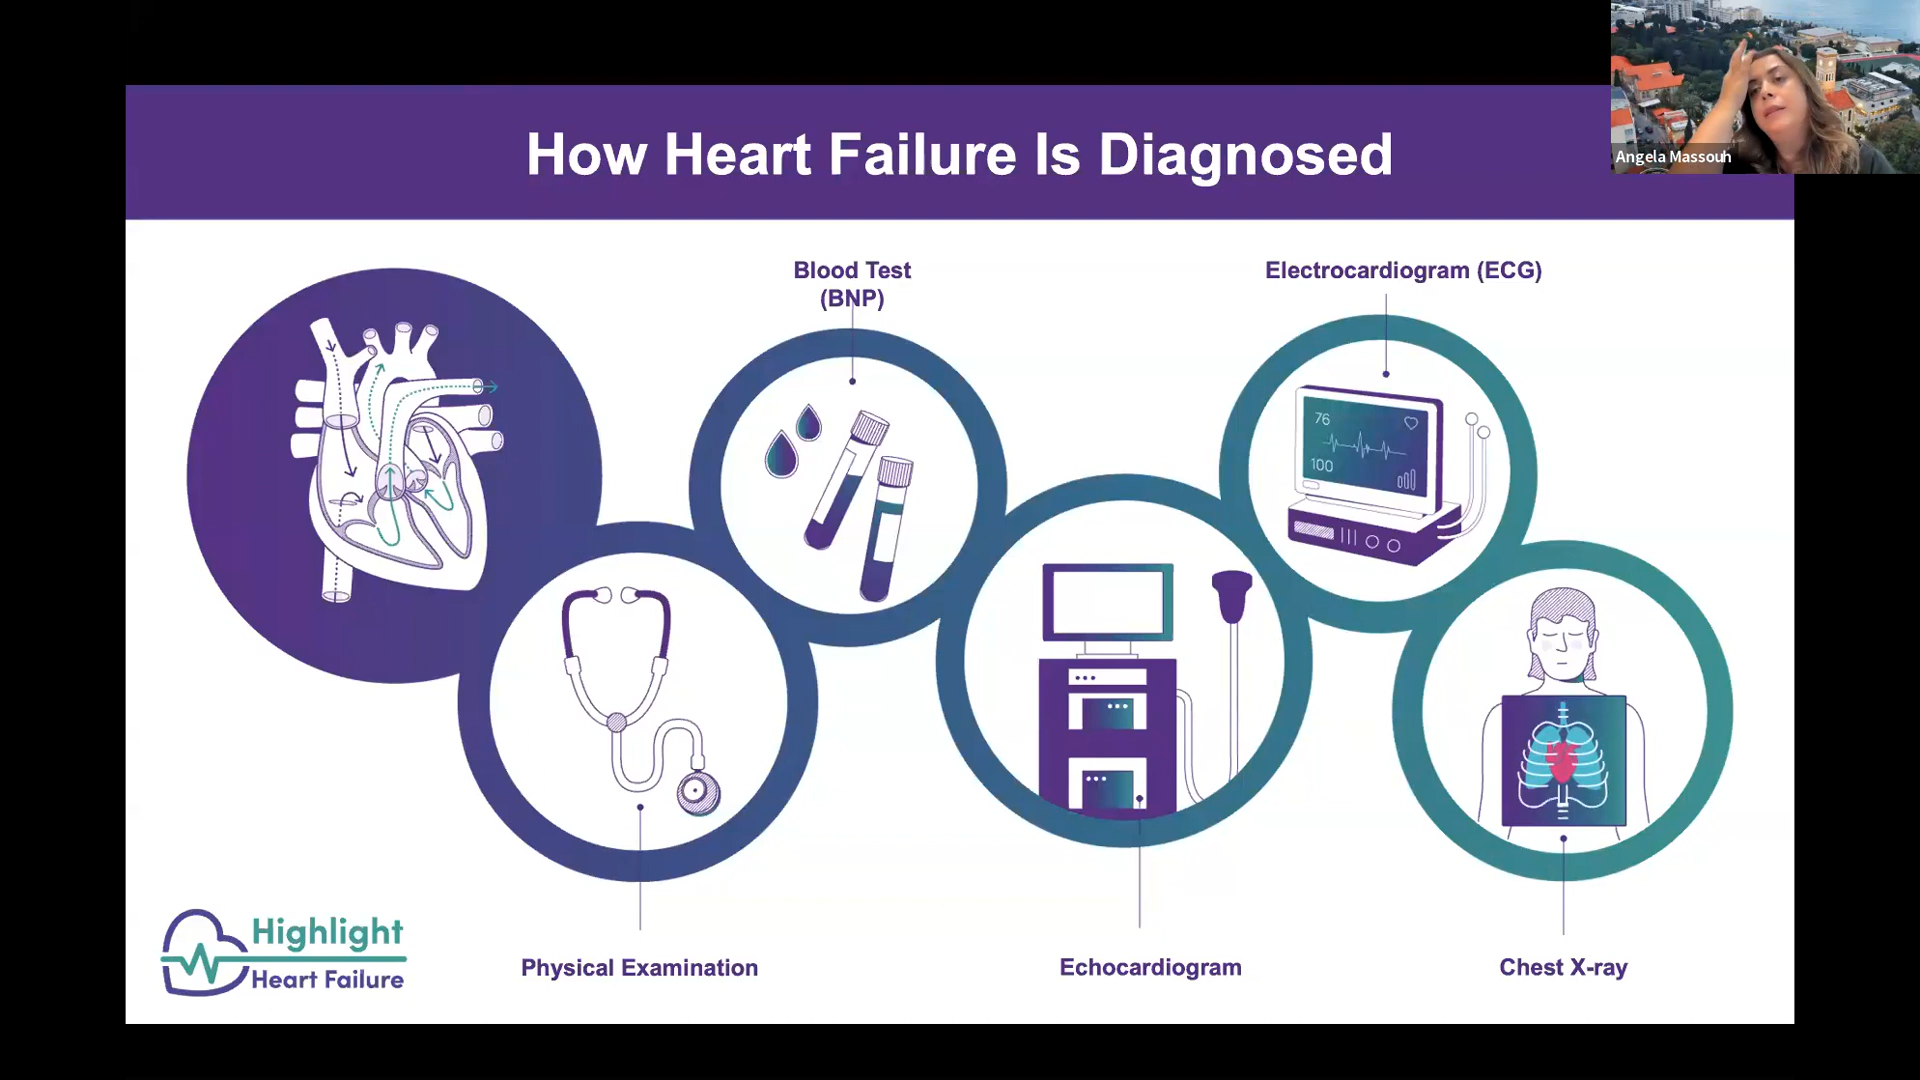 How Heart Failure Is Diagnosed
Angela Massouh
Blood Test
(BNP)
Electrocardiogram (ECG)
76
100
Physical Examination
Echocardiogram
Chest X-ray
Highlight
Heart Failure